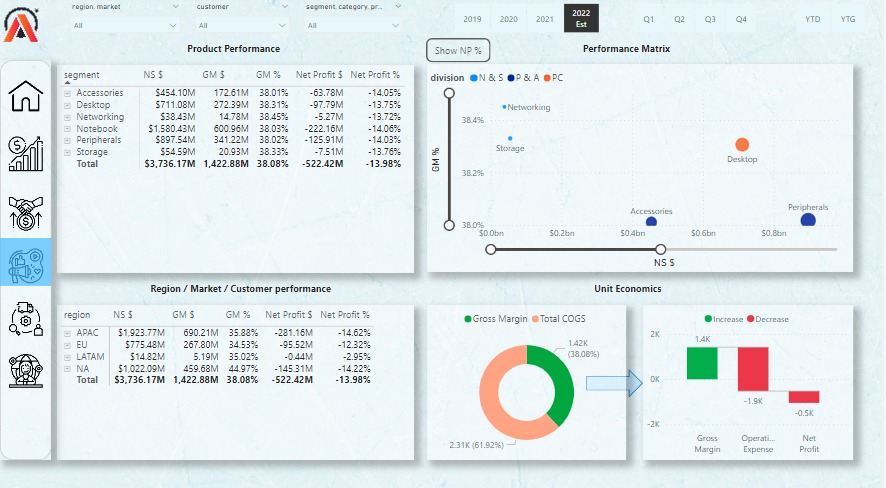 region, market
customer
segment, category, pr...
All
All
All
2019 2020 2021 2022 Est
Q1 Q2 Q3 Q4
YTD YTG
Product Performance
Show NP %
Performance Matrix
segment NS $ GM $ GM % Net Profit $ Net Profit %
Accessories $454.10M 172.61M 38.01% -63.78M -14.05%
Desktop $711.08M 272.39M 38.31% -97.79M -13.75%
Networking $38.43M 14.78M 38.45% -5.27M -13.72%
Notebook $1,580.43M 600.96M 38.03% -222.16M -14.06%
Peripherals $897.54M 341.22M 38.02% -125.91M -14.03%
Storage $54.59M 20.93M 38.33% -7.51M -13.76%
Total $3,736.17M 1,422.88M 38.08% -522.42M -13.98%
division N & S P & A PC
GM %
38.4%
38.2%
38.0%
Networking
Storage
Desktop
Accessories
Peripherals
$0.0bn $0.2bn $0.4bn $0.6bn $0.8bn
NS $
Region / Market / Customer performance
region NS $ GM $ GM % Net Profit $ Net Profit %
APAC $1,923.77M 690.21M 35.88% -281.16M -14.62%
EU $775.48M 267.80M 34.53% -95.52M -12.32%
LATAM $14.82M 5.19M 35.02% -0.44M -2.95%
NA $1,022.09M 459.68M 44.97% -145.31M -14.22%
Total $3,736.17M 1,422.88M 38.08% -522.42M -13.98%
Unit Economics
Gross Margin Total COGS
1.42K
(38.08%)
2.31K (61.92%)
Increase Decrease
2K
0K
-2K
1.4K
-1.9K
-0.5K
Gross Margin
Operati... Expense
Net Profit